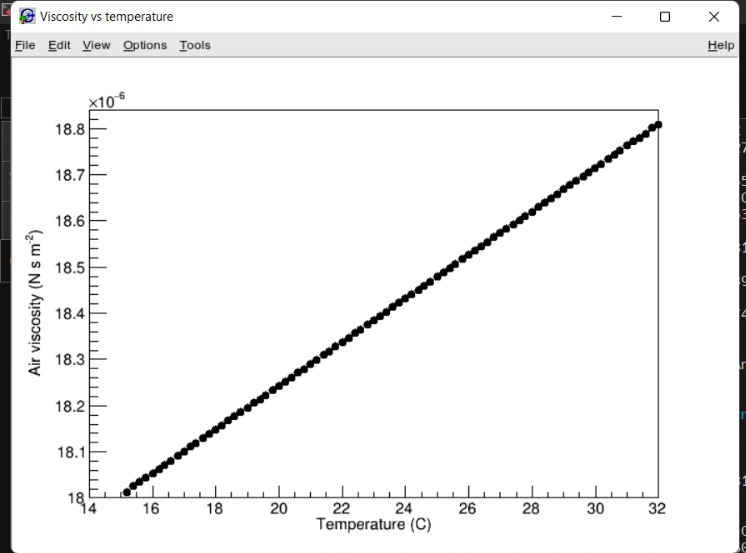 Viscosity vs temperature
File Edit View Options Tools Help
×10⁻⁶
18.8
18.7
18.6
18.5
18.4
18.3
18.2
18.1
18
Air viscosity (N s m⁻²)
14 16 18 20 22 24 26 28 30 32
Temperature (C)